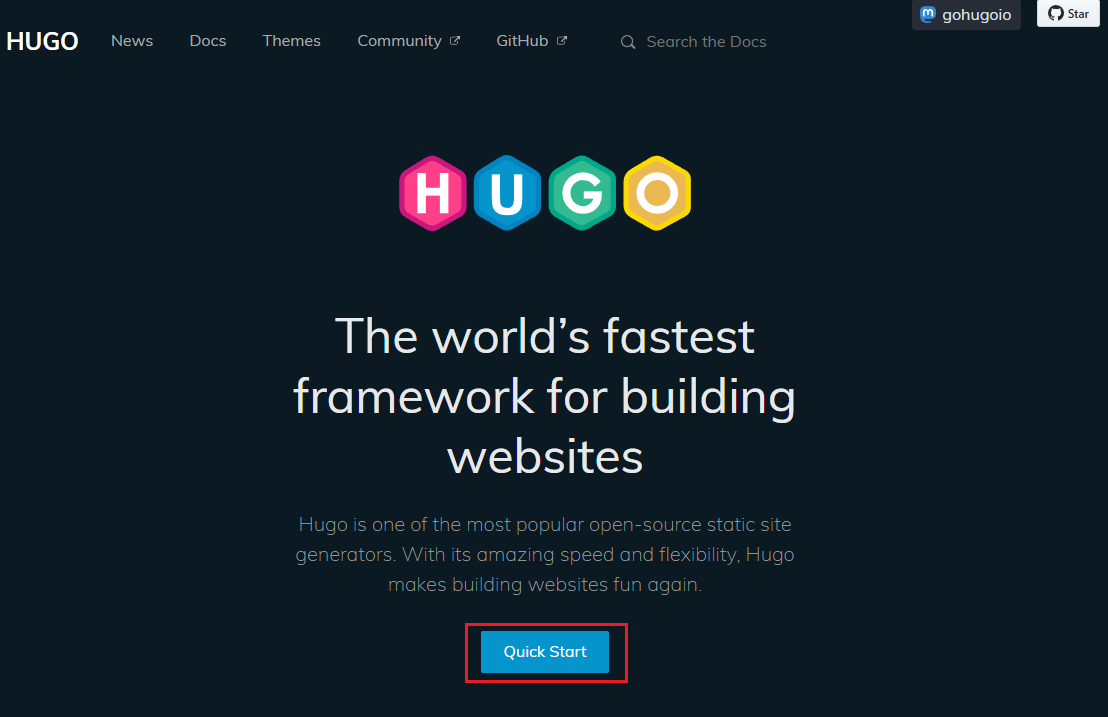 gohugoio
Star
HUGO News Docs Themes Community GitHub Search the Docs
HUGO
The world’s fastest
framework for building
websites
Hugo is one of the most popular open-source static site
generators. With its amazing speed and flexibility, Hugo
makes building websites fun again.
Quick Start